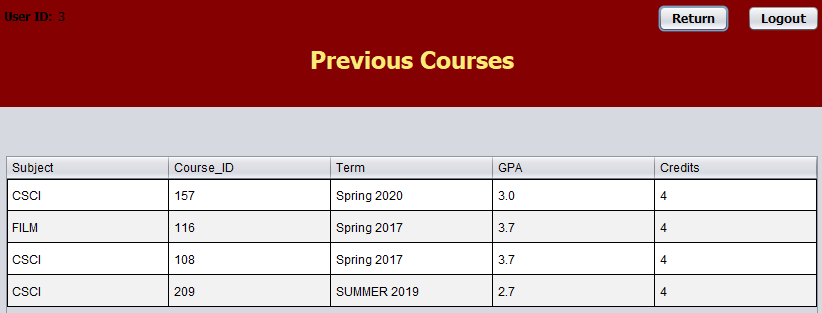 User ID: 3
Return Logout
Previous Courses
Subject Course_ID Term GPA Credits
CSCI 157 Spring 2020 3.0 4
FILM 116 Spring 2017 3.7 4
CSCI 108 Spring 2017 3.7 4
CSCI 209 SUMMER 2019 2.7 4